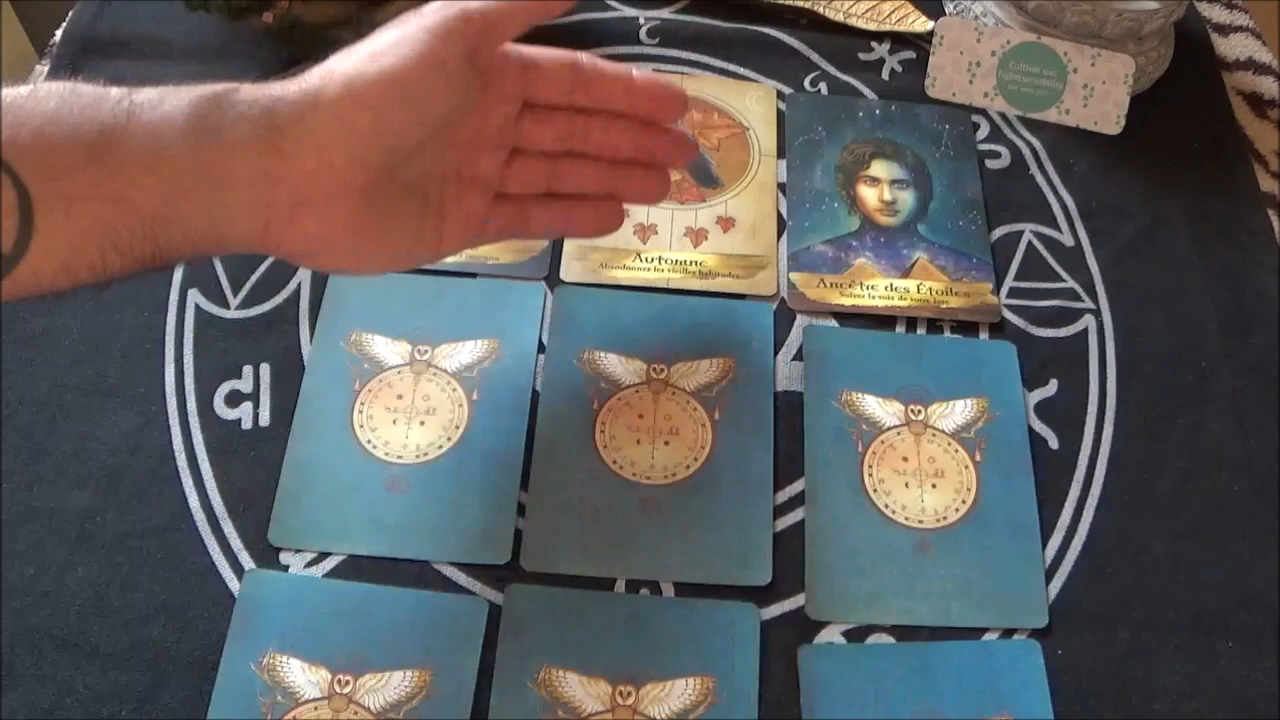 Cultiver son
hypersensibilité
Automne
Abandonnez les vieilles habitudes
Ancêtre des Étoiles
Suivez la voix de votre âme